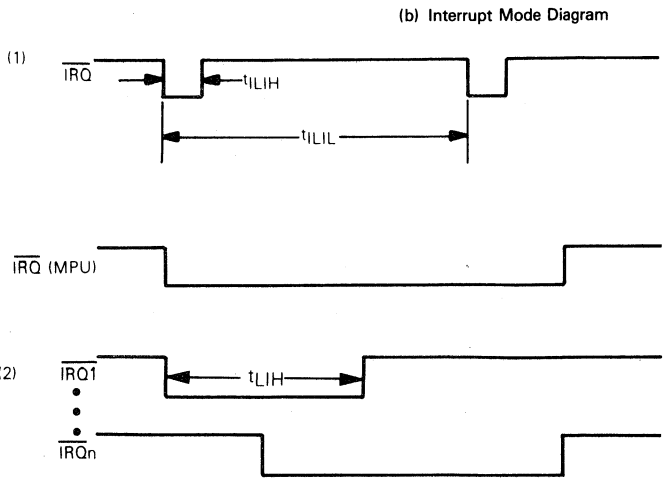 (b) Interrupt Mode Diagram
(1)
IRQ
tILIH
tILIL
IRQ (MPU)
(2)
IRQ1
tLIH
IRQn